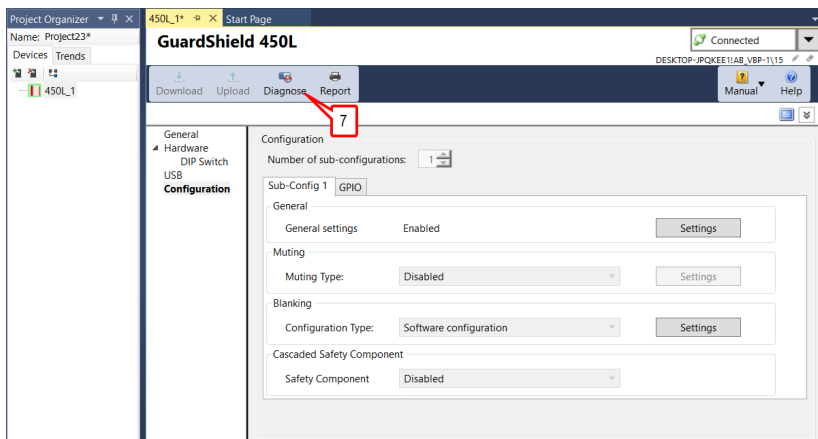 Project Organizer
Name: Project23*
Devices Trends
450L_1
450L_1* Start Page
GuardShield 450L
Connected
DESKTOP-JPQKEE1!AB_VBP-1\15
Download Upload Diagnose Report
Manual Help
7
General
Hardware
DIP Switch
USB
Configuration
Configuration
Number of sub-configurations: 1
Sub-Config 1 GPIO
General
General settings Enabled Settings
Muting
Muting Type: Disabled Settings
Blanking
Configuration Type: Software configuration Settings
Cascaded Safety Component
Safety Component Disabled